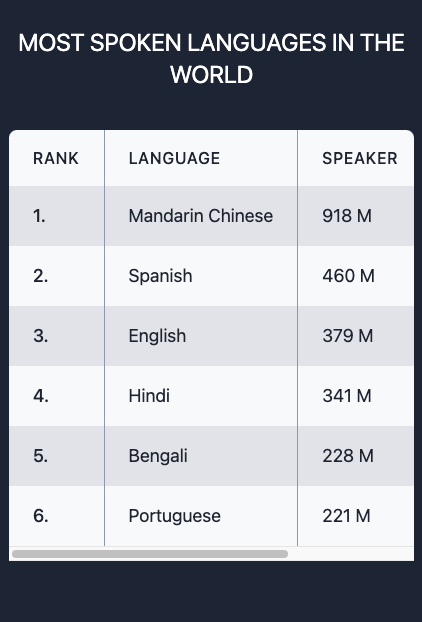 MOST SPOKEN LANGUAGES IN THE
WORLD
RANK LANGUAGE SPEAKER
1. Mandarin Chinese 918 M
2. Spanish 460 M
3. English 379 M
4. Hindi 341 M
5. Bengali 228 M
6. Portuguese 221 M